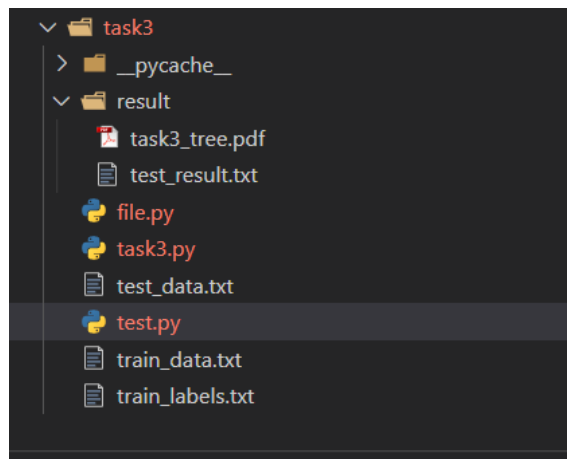 task3
__pycache__
result
task3_tree.pdf
test_result.txt
file.py
task3.py
test_data.txt
test.py
train_data.txt
train_labels.txt